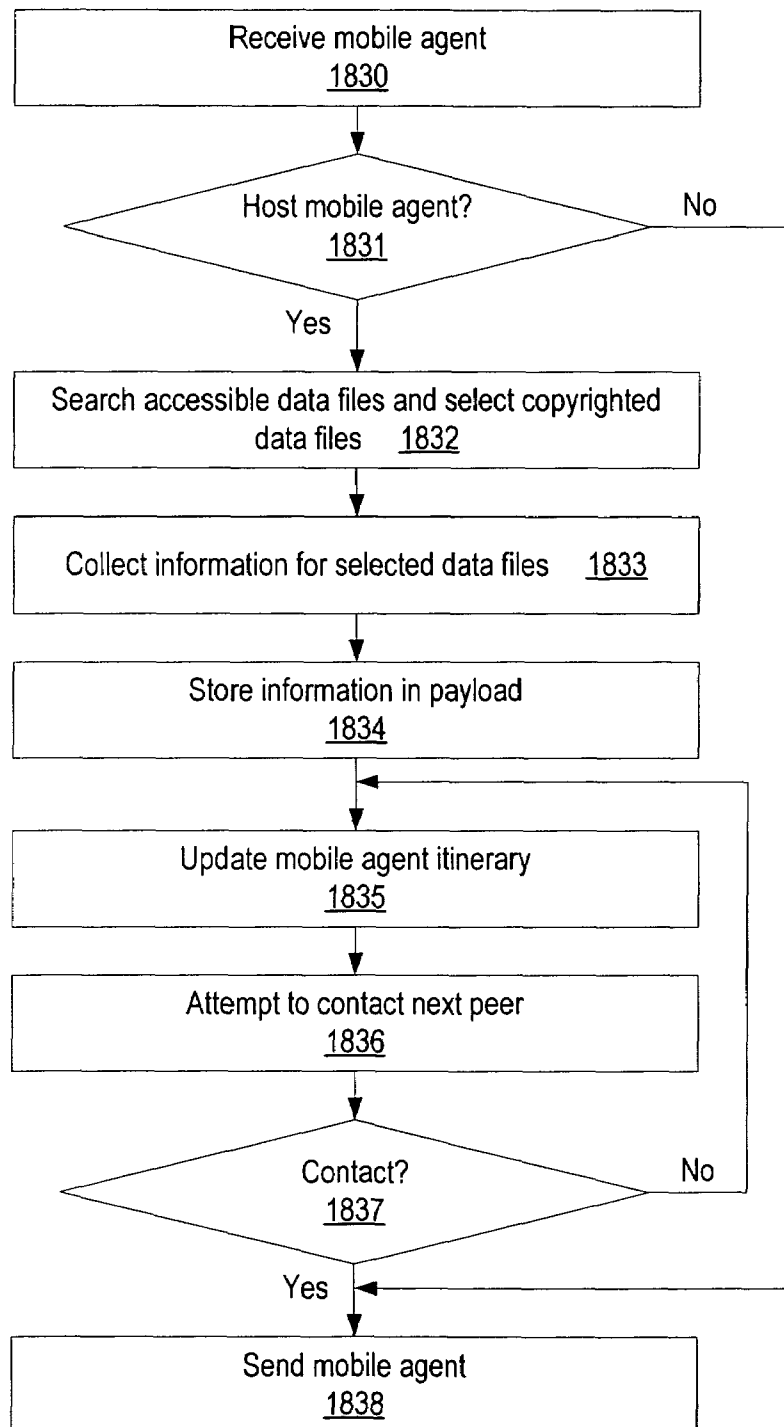 Receive mobile agent
1830
Host mobile agent?
1831
No
Yes
Search accessible data files and select copyrighted
data files 1832
Collect information for selected data files 1833
Store information in payload
1834
Update mobile agent itinerary
1835
Attempt to contact next peer
1836
Contact?
1837
No
Yes
Send mobile agent
1838